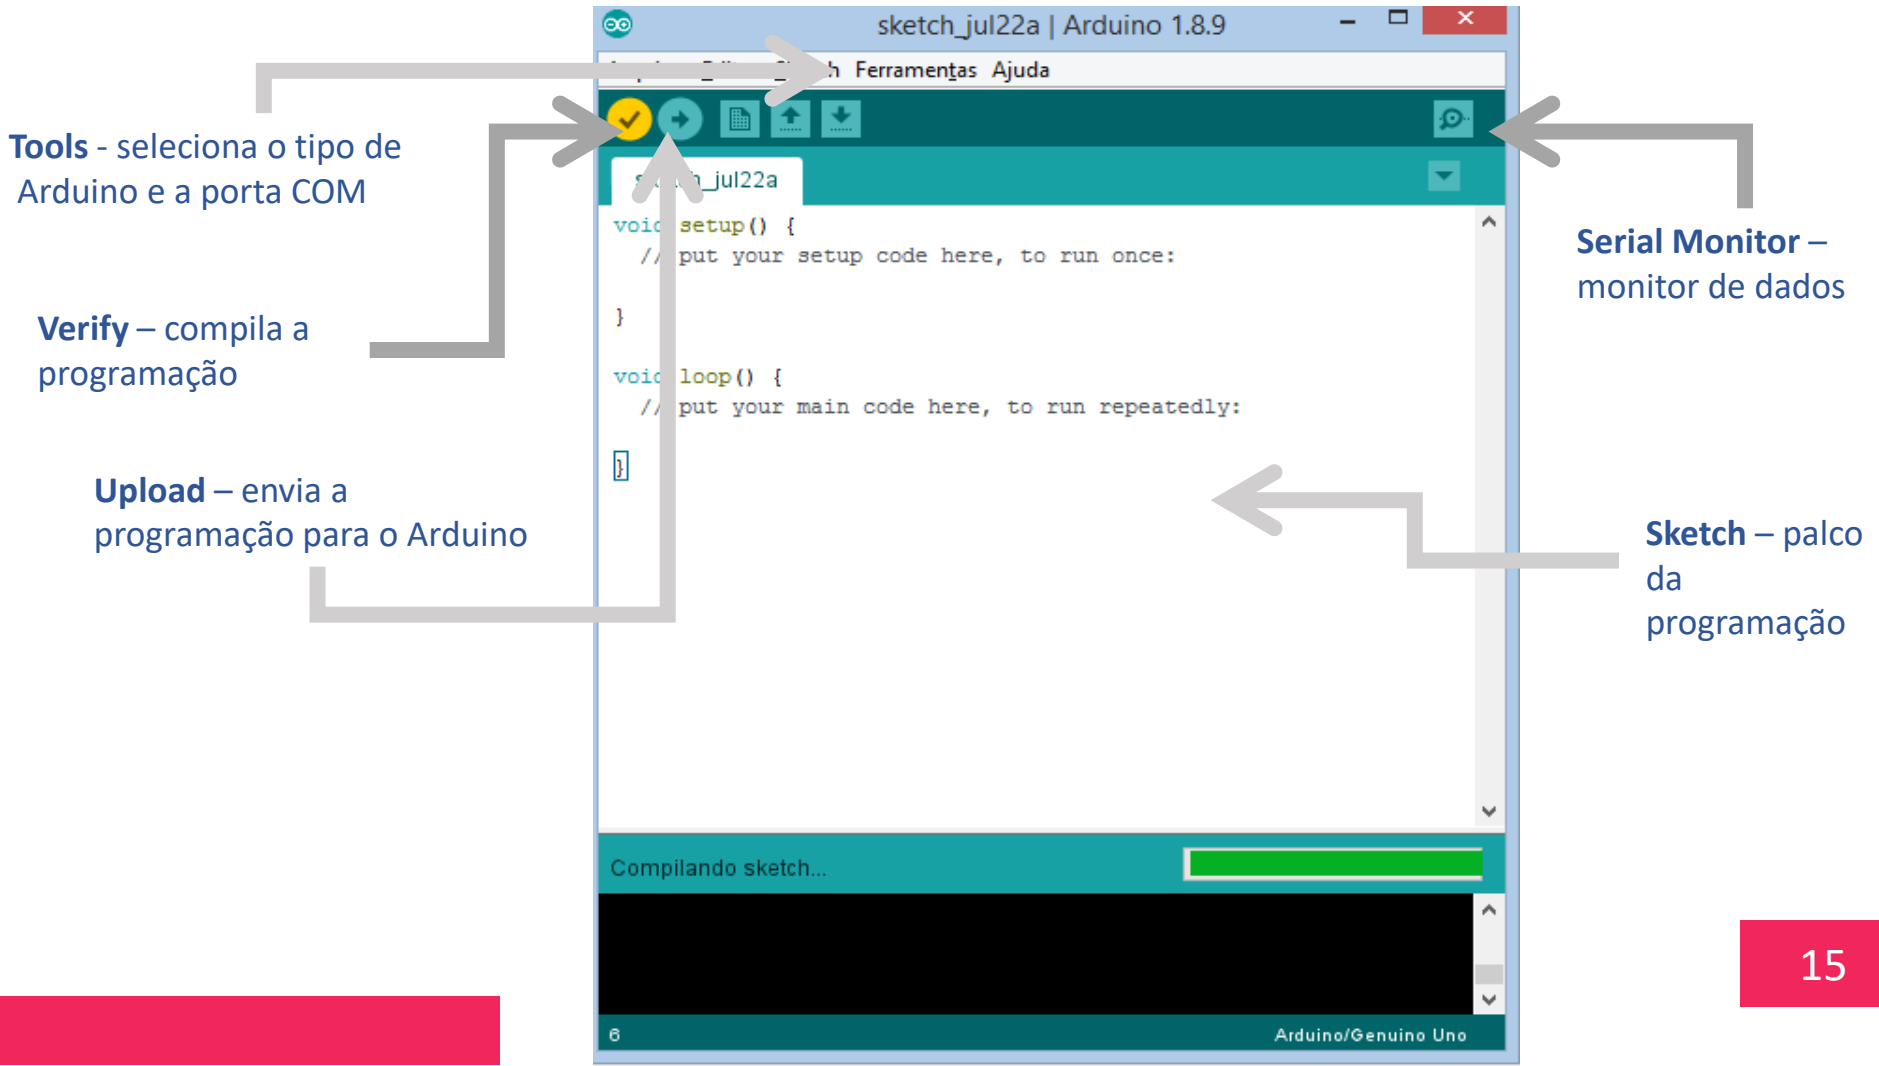 sketch_jul22a | Arduino 1.8.9
Ferramentas Ajuda
Tools - seleciona o tipo de
Arduino e a porta COM
Verify – compila a
programação
Upload – envia a
programação para o Arduino
void setup() {
// put your setup code here, to run once:
}
void loop() {
// put your main code here, to run repeatedly:
}
Serial Monitor –
monitor de dados
Sketch – palco
da
programação
Compilando sketch...
6
Arduino/Genuino Uno
15